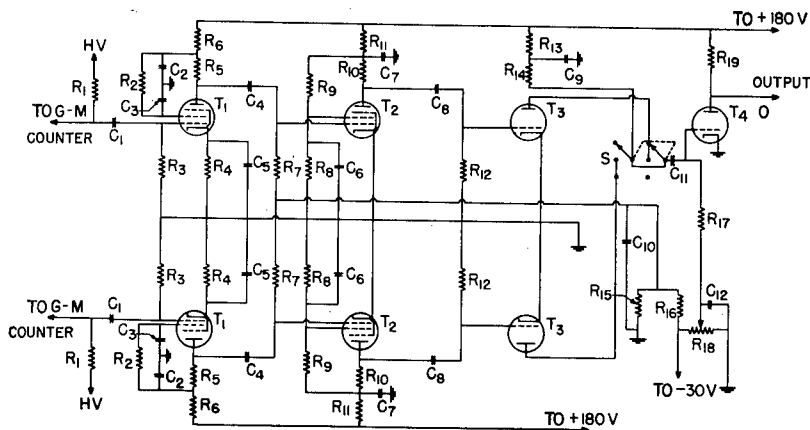 TO +180 V
R6 R11 R13 R19
HV C2 R5 R10 C7 R14 C9 OUTPUT
R1 R2 C3 T1 C4 R9 T2 C8 T3 T4 O
TO G-M
COUNTER
C1 S C11
R3 R4 C5 R7 R8 C6 R12 R17
C10
R3 R4 C5 R7 R8 C6 R12 R15 R16 C12
TO G-M
COUNTER
C1 C3 T1 T2 T3 R18
R1 R2 C2 R5 C4 R9 R10 C8
HV R6 R11 C7 TO -30V
TO +180 V